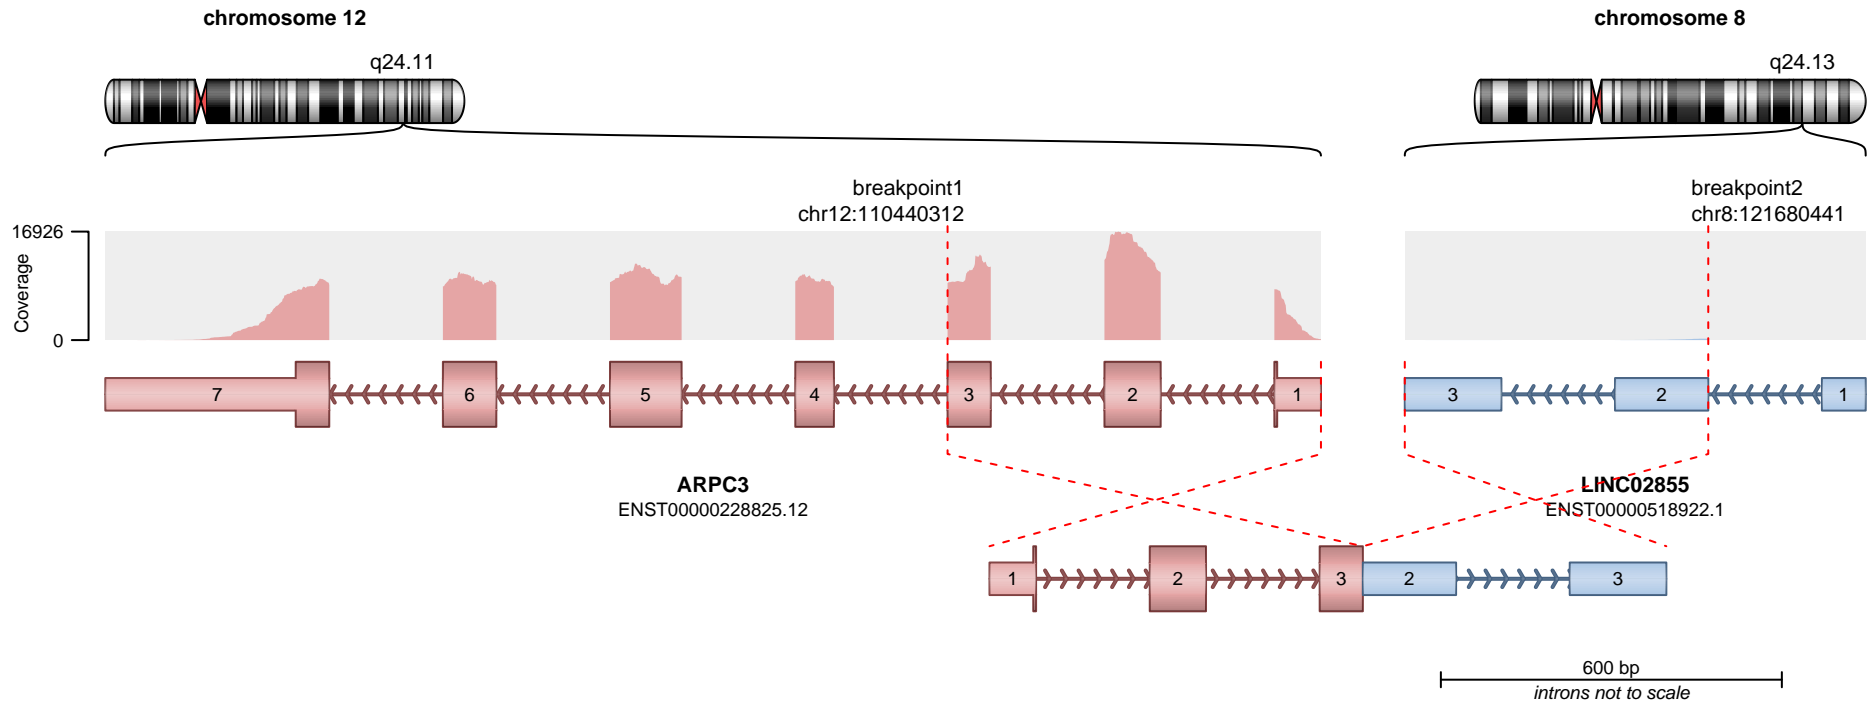 chromosome 12
chromosome 8
q24.11
q24.13
breakpoint1
chr12:110440312
breakpoint2
chr8:121680441
16926
Coverage
0
7 6 5 4 3 2 1
3 2 1
ARPC3
ENST00000228825.12
LINC02855
ENST00000518922.1
1 2 3 2 3
600 bp
introns not to scale